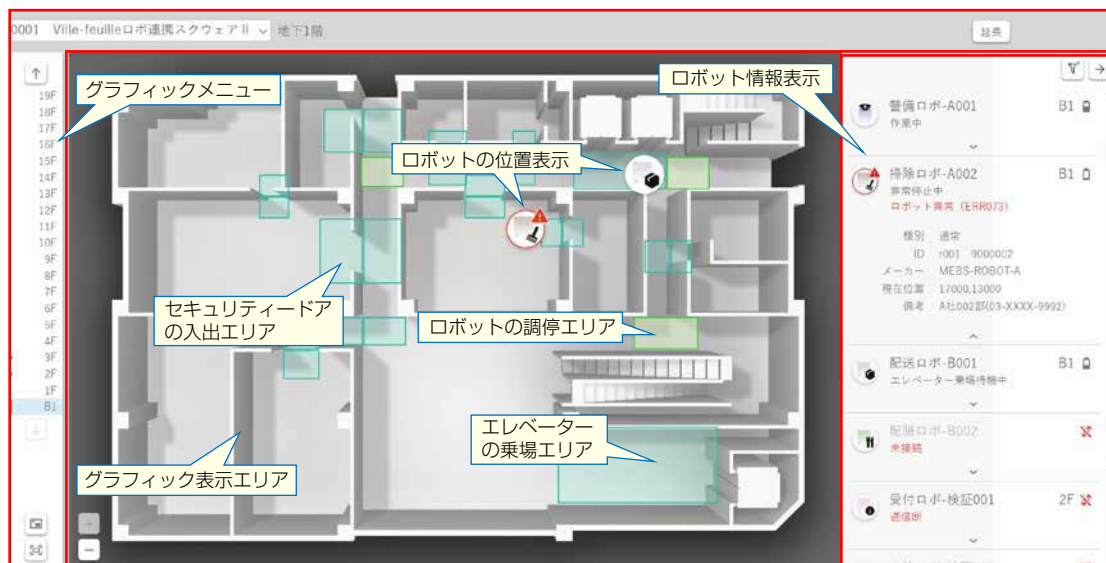 0001 Ville-feuilleロボ連携スクウェアⅡ
地下1階
延長
グラフィックメニュー
ロボット情報表示
19F
18F
17F
16F
15F
14F
13F
12F
11F
10F
9F
8F
7F
6F
5F
4F
3F
2F
1F
B1
ロボットの位置表示
セキュリティードア
の入出エリア
ロボットの調停エリア
エレベーター
の乗場エリア
グラフィック表示エリア
警備ロボ-A001 B1
作業中
掃除ロボ-A002 B1
非常停止中
ロボット異常 (ERR073)
種別 通常
ID r001 9000002
メーカー MEBS-ROBOT-A
現在位置 17000,13000
備考 A社002部(03-XXXX-9992)
配送ロボ-B001 B1
エレベーター乗場待機中
配膳ロボ-B002
未接続
受付ロボ-検証001 2F
通信断